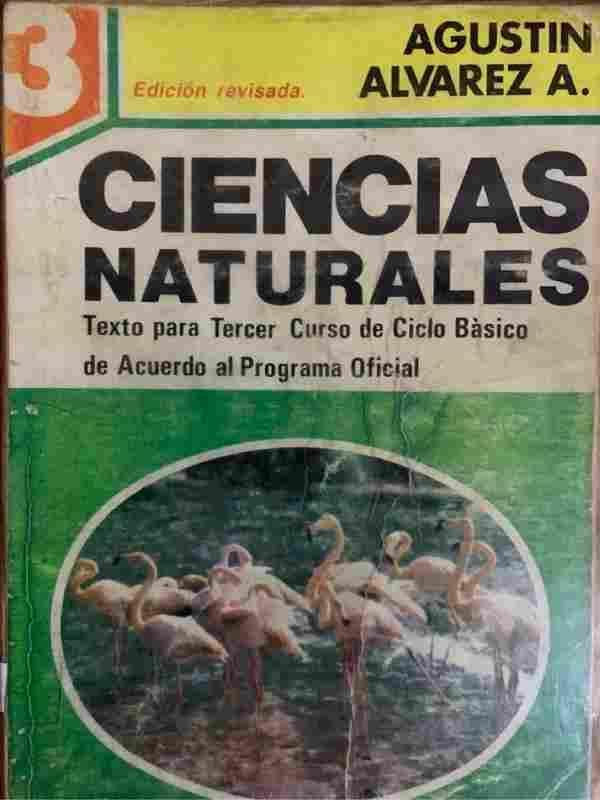 3
Edición revisada.
AGUSTIN
ALVAREZ A.
CIENCIAS
NATURALES
Texto para Tercer Curso de Ciclo Bàsico
de Acuerdo al Programa Oficial